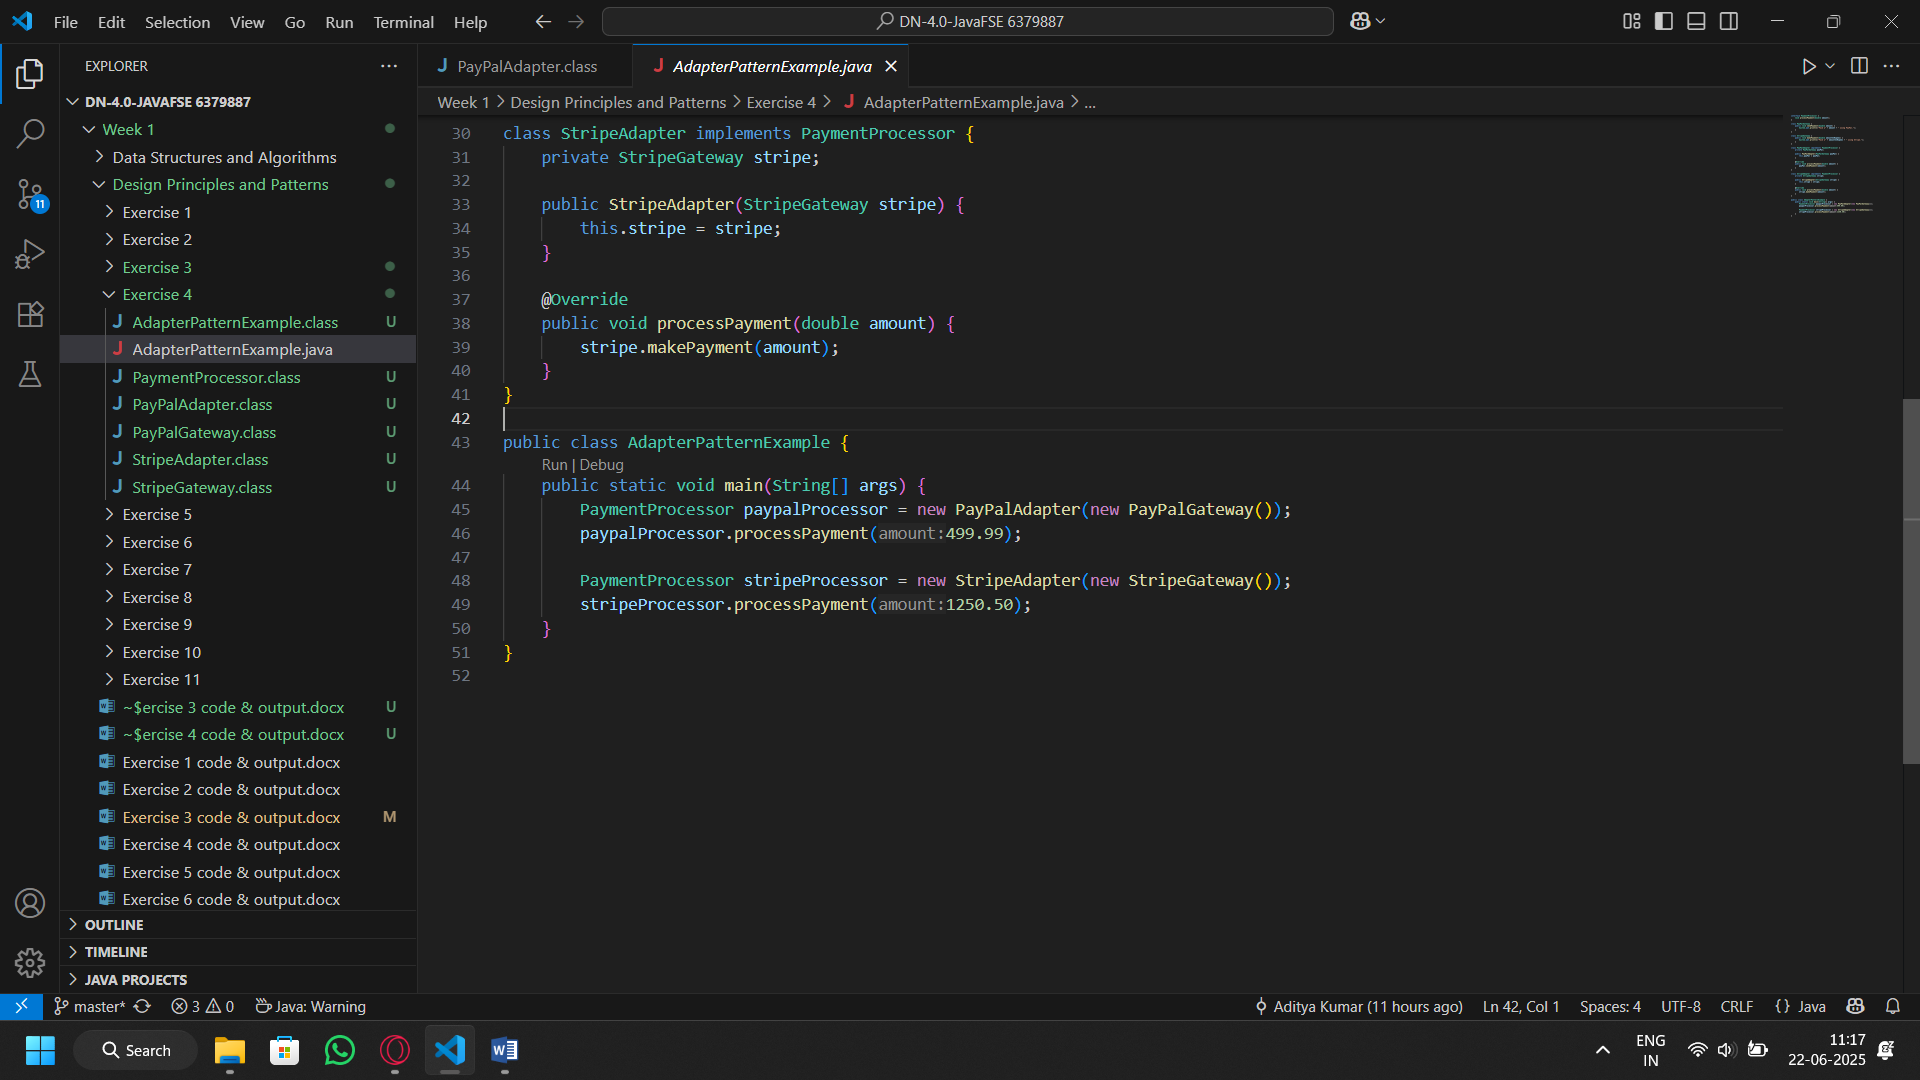 File Edit Selection View Go Run Terminal Help
DN-4.0-JavaFSE 6379887
EXPLORER
DN-4.0-JAVAFSE 6379887
Week 1
Data Structures and Algorithms
Design Principles and Patterns
Exercise 1
Exercise 2
Exercise 3
Exercise 4
AdapterPatternExample.class U
AdapterPatternExample.java
PaymentProcessor.class U
PayPalAdapter.class U
PayPalGateway.class U
StripeAdapter.class U
StripeGateway.class U
Exercise 5
Exercise 6
Exercise 7
Exercise 8
Exercise 9
Exercise 10
Exercise 11
~$ercise 3 code & output.docx U
~$ercise 4 code & output.docx U
Exercise 1 code & output.docx
Exercise 2 code & output.docx
Exercise 3 code & output.docx M
Exercise 4 code & output.docx
Exercise 5 code & output.docx
Exercise 6 code & output.docx
OUTLINE
TIMELINE
JAVA PROJECTS
11
PayPalAdapter.class
AdapterPatternExample.java
Week 1 > Design Principles and Patterns > Exercise 4 > AdapterPatternExample.java > ...
30 class StripeAdapter implements PaymentProcessor {
31 private StripeGateway stripe;
32
33 public StripeAdapter(StripeGateway stripe) {
34 this.stripe = stripe;
35 }
36
37 @Override
38 public void processPayment(double amount) {
39 stripe.makePayment(amount);
40 }
41 }
42
43 public class AdapterPatternExample {
Run | Debug
44 public static void main(String[] args) {
45 PaymentProcessor paypalProcessor = new PayPalAdapter(new PayPalGateway());
46 paypalProcessor.processPayment(amount:499.99);
47
48 PaymentProcessor stripeProcessor = new StripeAdapter(new StripeGateway());
49 stripeProcessor.processPayment(amount:1250.50);
50 }
51 }
52
master* 3 0 Java: Warning
Aditya Kumar (11 hours ago) Ln 42, Col 1 Spaces: 4 UTF-8 CRLF {} Java
Search
ENG
IN
11:17
22-06-2025